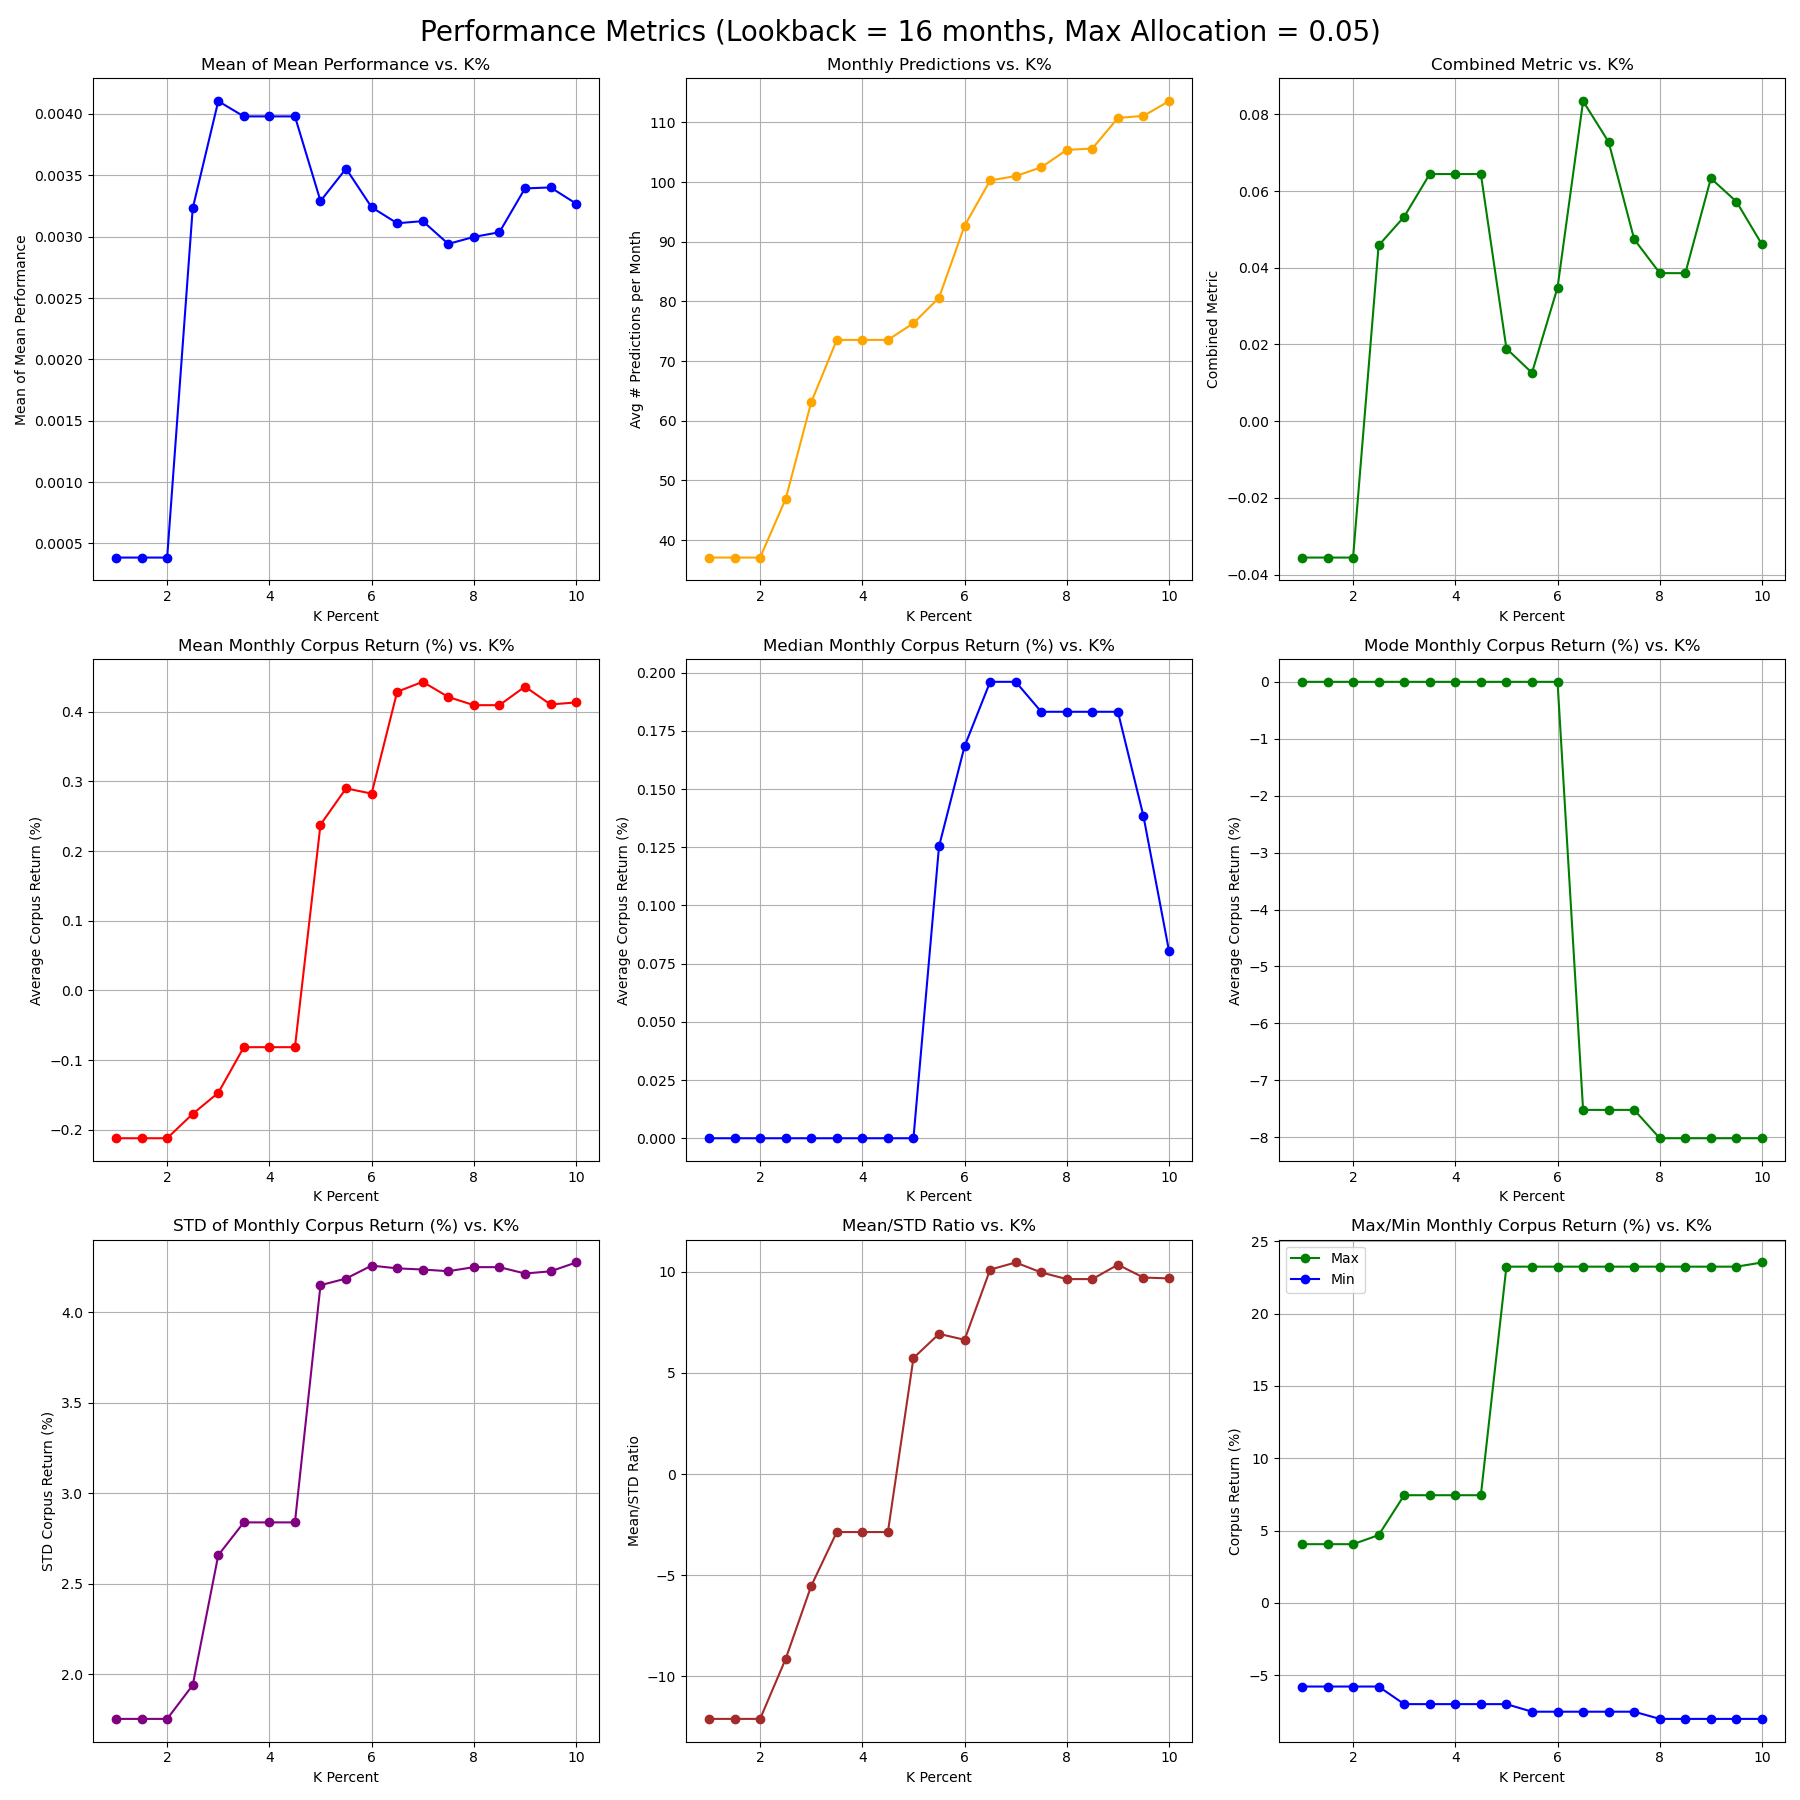 Performance Metrics (Lookback = 16 months, Max Allocation = 0.05)
Mean of Mean Performance vs. K%
Mean of Mean Performance
0.0040
0.0035
0.0030
0.0025
0.0020
0.0015
0.0010
0.0005
2 4 6 8 10
K Percent
Monthly Predictions vs. K%
Avg # Predictions per Month
110
100
90
80
70
60
50
40
2 4 6 8 10
K Percent
Combined Metric vs. K%
Combined Metric
0.08
0.06
0.04
0.02
0.00
−0.02
−0.04
2 4 6 8 10
K Percent
Mean Monthly Corpus Return (%) vs. K%
Average Corpus Return (%)
0.4
0.3
0.2
0.1
0.0
−0.1
−0.2
2 4 6 8 10
K Percent
Median Monthly Corpus Return (%) vs. K%
Average Corpus Return (%)
0.200
0.175
0.150
0.125
0.100
0.075
0.050
0.025
0.000
2 4 6 8 10
K Percent
Mode Monthly Corpus Return (%) vs. K%
Average Corpus Return (%)
0
−1
−2
−3
−4
−5
−6
−7
−8
2 4 6 8 10
K Percent
STD of Monthly Corpus Return (%) vs. K%
STD Corpus Return (%)
4.0
3.5
3.0
2.5
2.0
2 4 6 8 10
K Percent
Mean/STD Ratio vs. K%
Mean/STD Ratio
10
5
0
−5
−10
2 4 6 8 10
K Percent
Max/Min Monthly Corpus Return (%) vs. K%
Corpus Return (%)
Max
Min
25
20
15
10
5
0
−5
2 4 6 8 10
K Percent